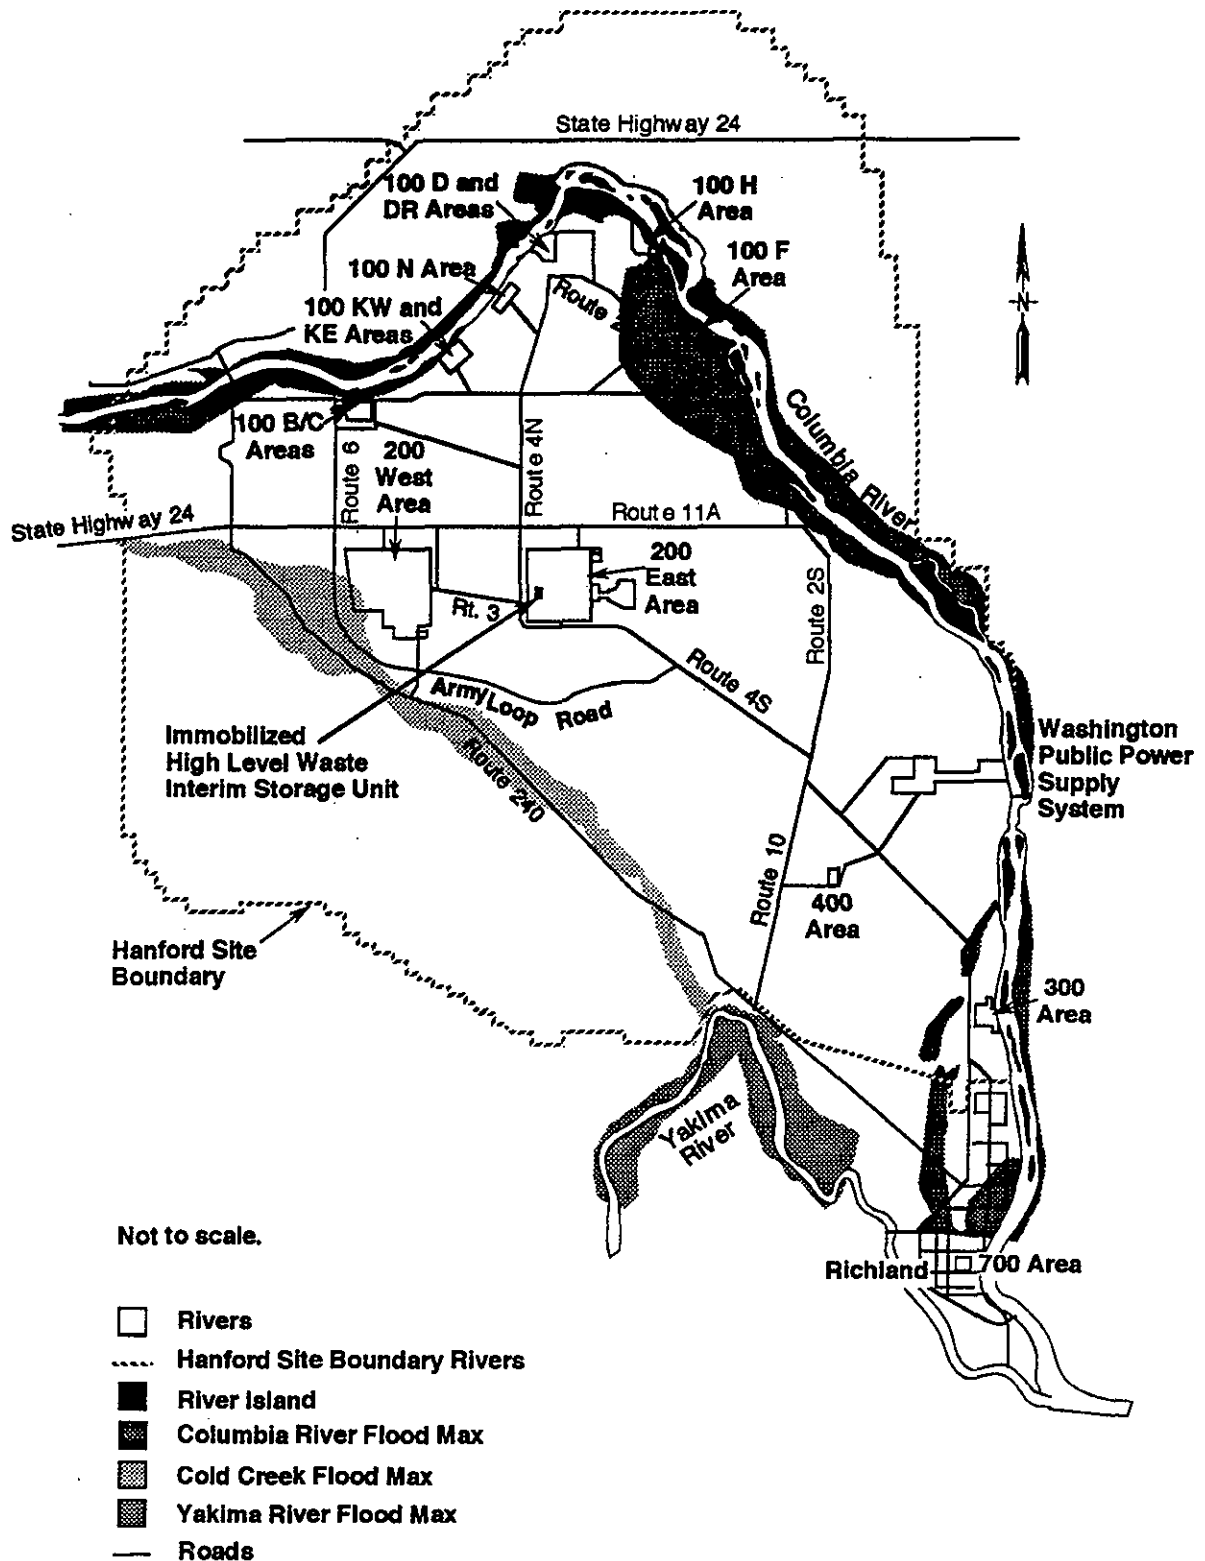 State Highway 24
100 D and
DR Areas
100 H
Area
100 F
Area
100 N Area
N
Route 2
100 KW and
KE Areas
Columbia River
100 B/C
Areas
Route 6
200
West
Area
Route 4N
State Highway 24
Route 11A
200
East
Area
Rt. 3
Route 2S
Route 4S
Army Loop Road
Immobilized
High Level Waste
Interim Storage Unit
Route 240
Washington
Public Power
Supply
System
Route 10
400
Area
Hanford Site
Boundary
300
Area
Yakima
River
Not to scale.
Richland
700 Area
Rivers
Hanford Site Boundary Rivers
River Island
Columbia River Flood Max
Cold Creek Flood Max
Yakima River Flood Max
Roads